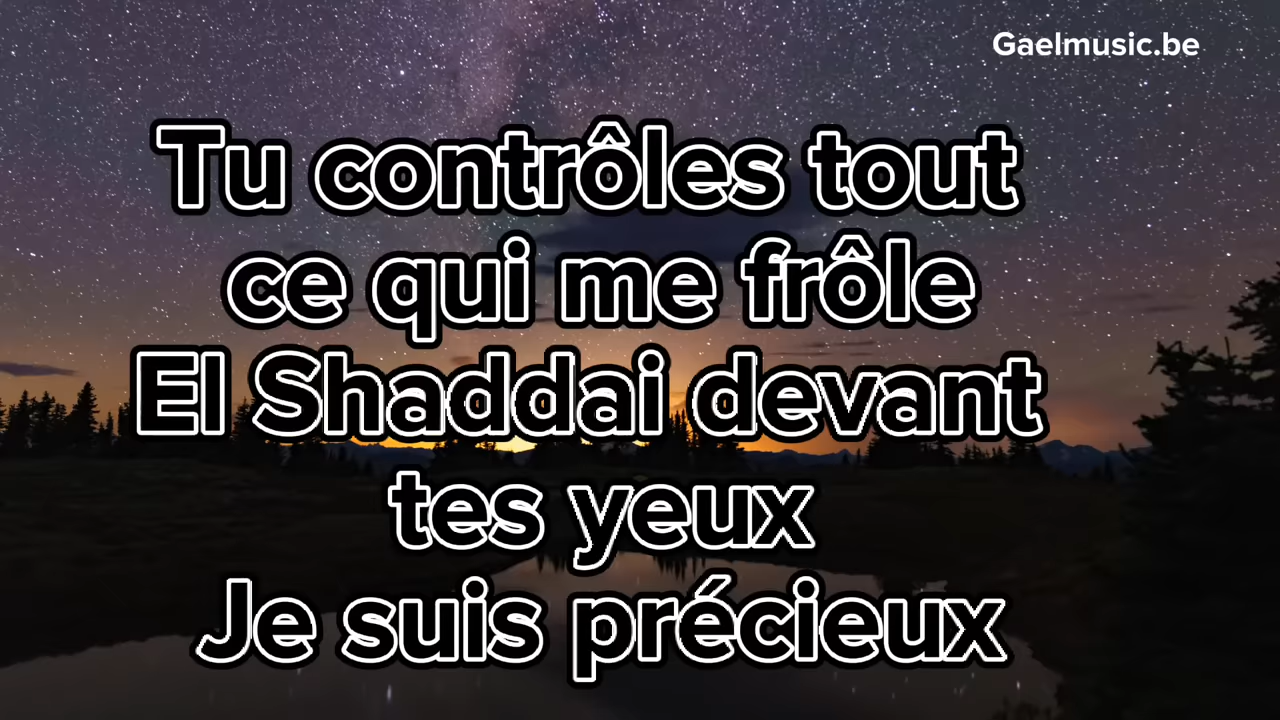 Gaelmusic.be
Tu contrôles tout
ce qui me frôle
El Shaddai devant
tes yeux
Je suis précieux